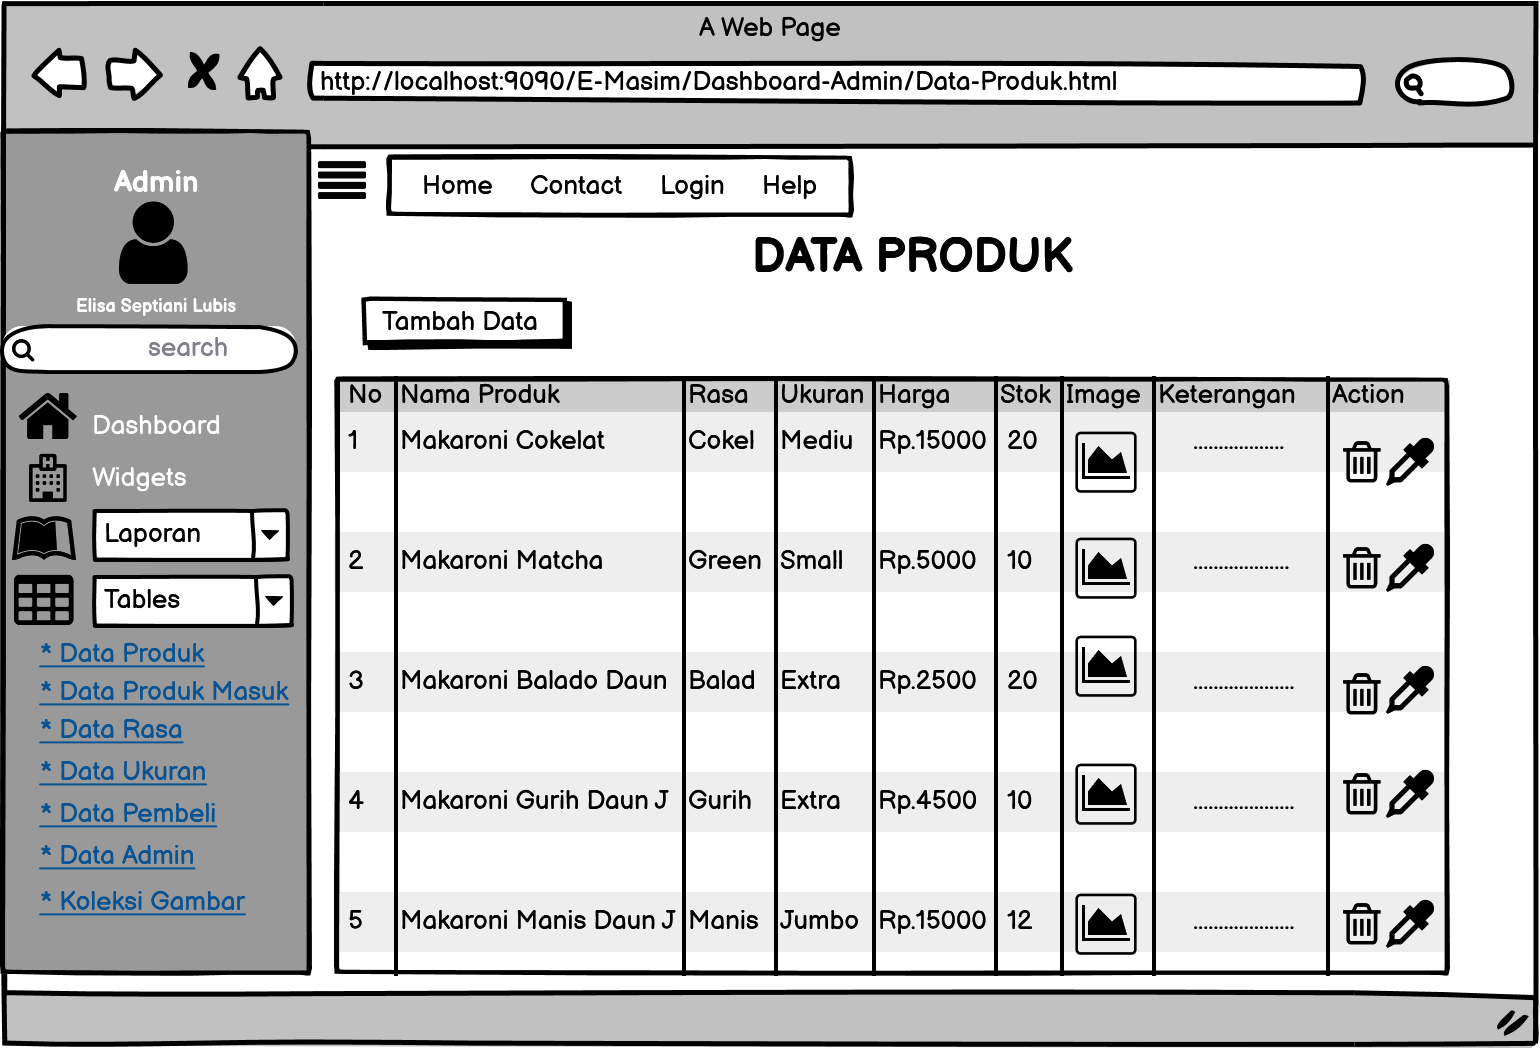 A Web Page
http://localhost:9090/E-Masim/Dashboard-Admin/Data-Produk.html
Admin
Elisa Septiani Lubis
search
Dashboard
Widgets
Laporan
Tables
* Data Produk
* Data Produk Masuk
* Data Rasa
* Data Ukuran
* Data Pembeli
* Data Admin
* Koleksi Gambar
Home Contact Login Help
DATA PRODUK
Tambah Data
No Nama Produk Rasa Ukuran Harga Stok Image Keterangan Action
1 Makaroni Cokelat Cokel Mediu Rp.15000 20 ..................
2 Makaroni Matcha Green Small Rp.5000 10 ...................
3 Makaroni Balado Daun Balad Extra Rp.2500 20 ....................
4 Makaroni Gurih Daun J Gurih Extra Rp.4500 10 ....................
5 Makaroni Manis Daun J Manis Jumbo Rp.15000 12 ....................